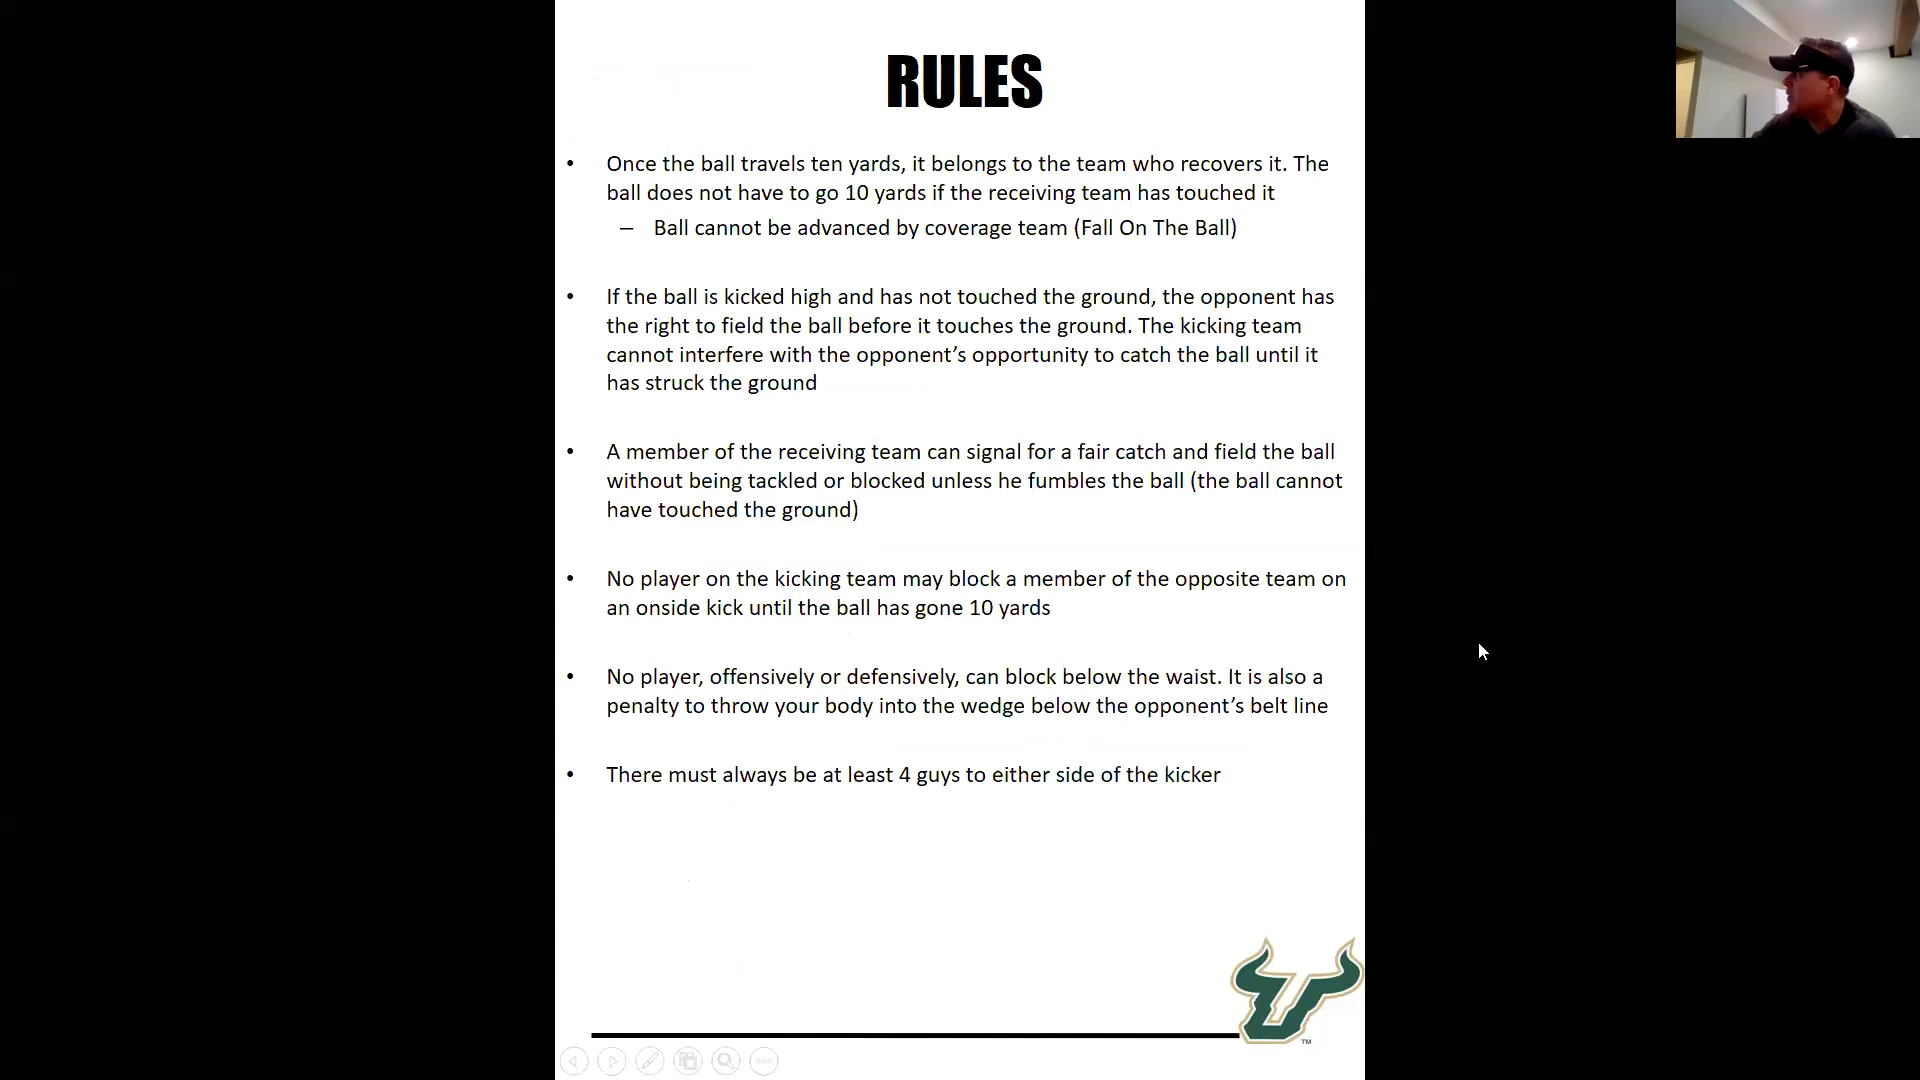 RULES
• Once the ball travels ten yards, it belongs to the team who recovers it. The
ball does not have to go 10 yards if the receiving team has touched it
– Ball cannot be advanced by coverage team (Fall On The Ball)
• If the ball is kicked high and has not touched the ground, the opponent has
the right to field the ball before it touches the ground. The kicking team
cannot interfere with the opponent’s opportunity to catch the ball until it
has struck the ground
• A member of the receiving team can signal for a fair catch and field the ball
without being tackled or blocked unless he fumbles the ball (the ball cannot
have touched the ground)
• No player on the kicking team may block a member of the opposite team on
an onside kick until the ball has gone 10 yards
• No player, offensively or defensively, can block below the waist. It is also a
penalty to throw your body into the wedge below the opponent’s belt line
• There must always be at least 4 guys to either side of the kicker
U
TM